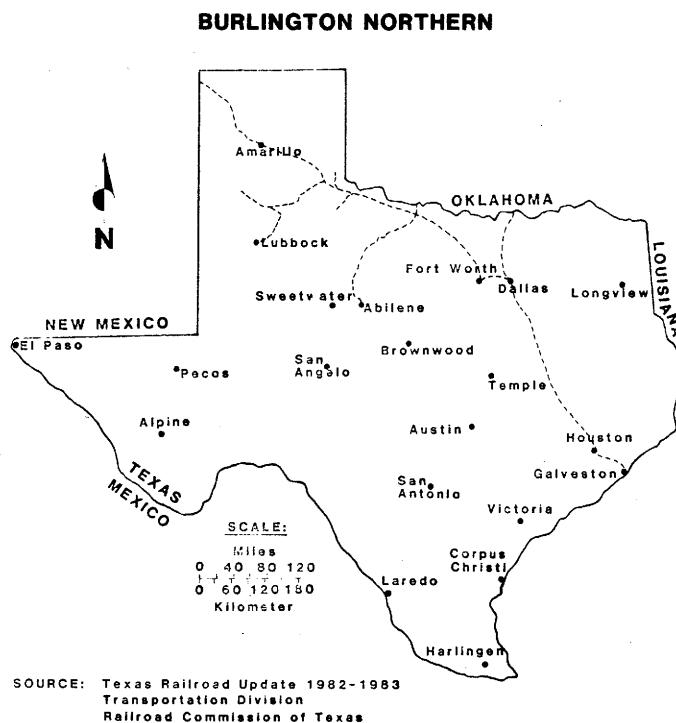 BURLINGTON NORTHERN
Amarillo
N
OKLAHOMA
Lubbock
LOUISIANA
Fort Worth
Dallas
Longview
Sweetwater
Abilene
NEW MEXICO
El Paso
Brownwood
San
Angelo
Pecos
Temple
Alpine
Austin
Houston
Galveston
TEXAS
MEXICO
San
Antonio
Victoria
SCALE:
Miles
0 40 80 120
0 60 120 180
Kilometer
Corpus
Christi
Laredo
Harlingen
SOURCE: Texas Railroad Update 1982-1983
Transportation Division
Railroad Commission of Texas